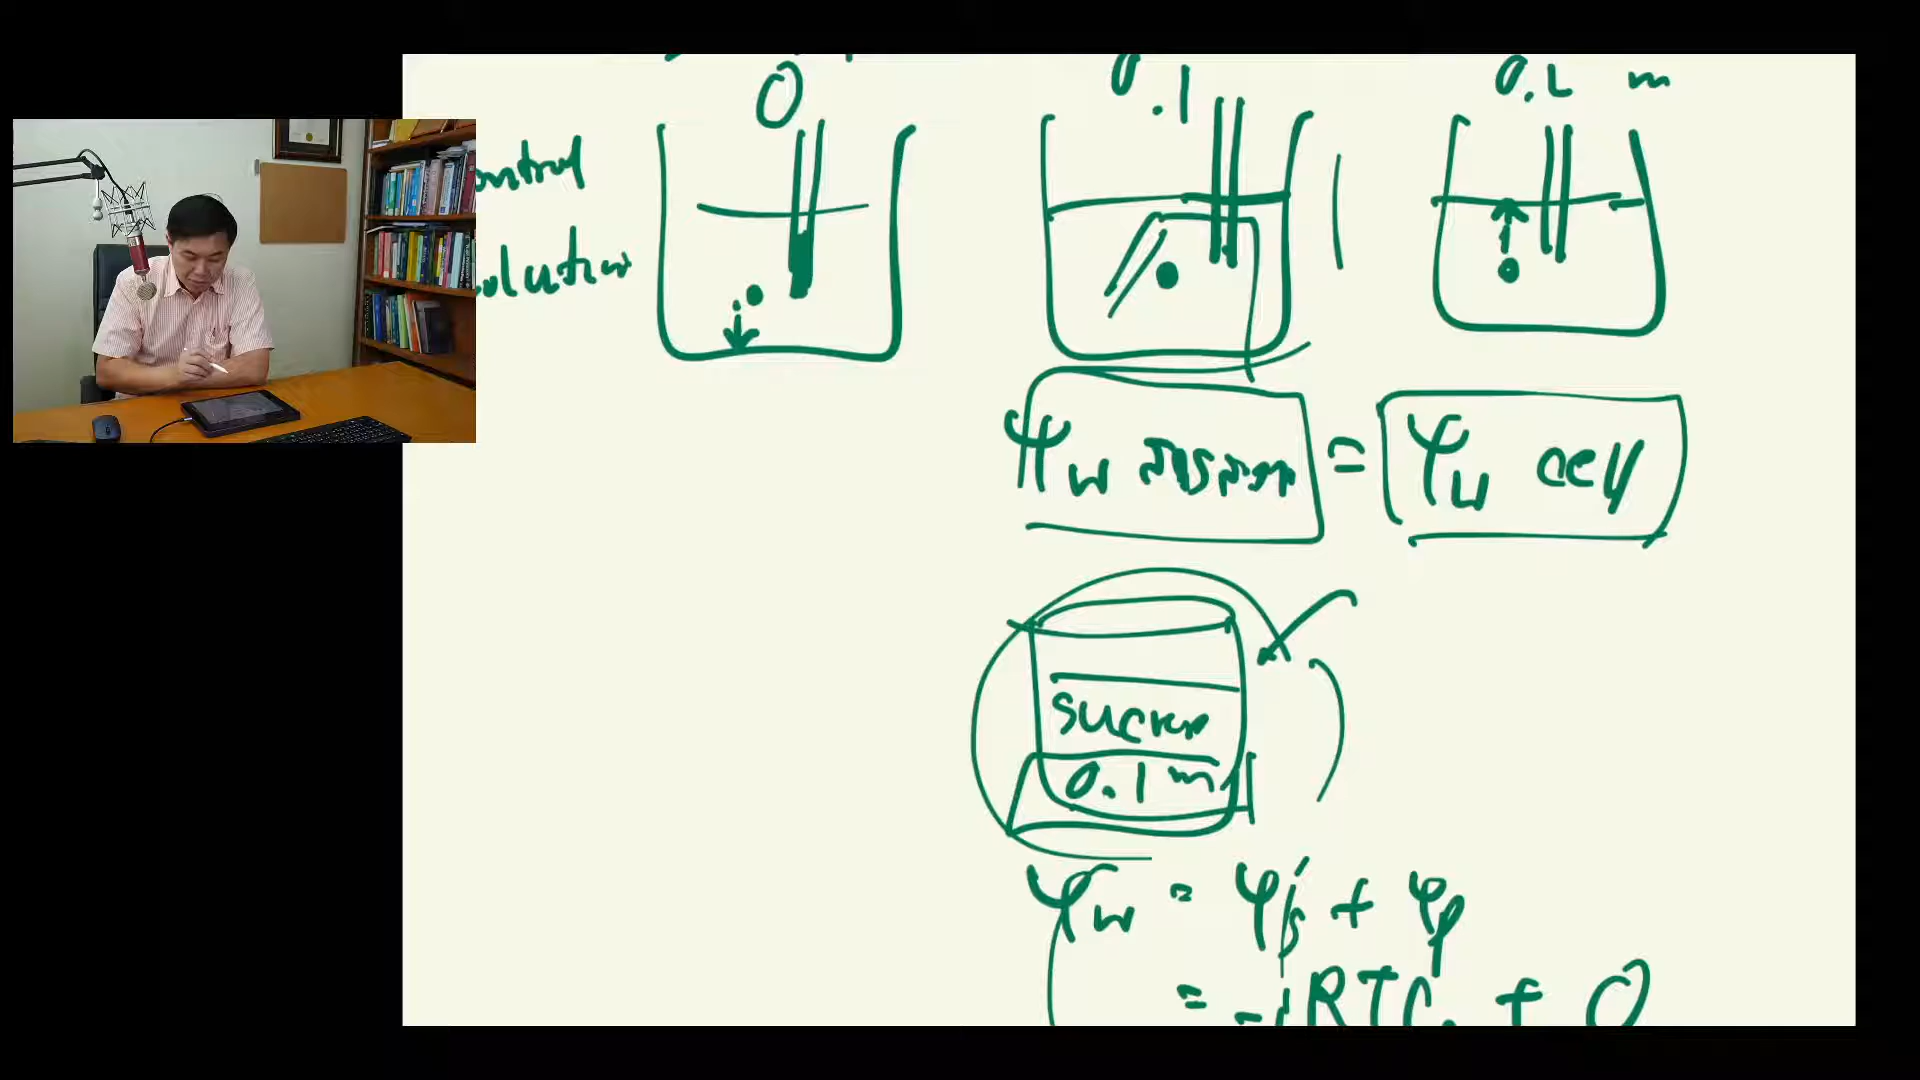 0
0.1
0.2 m
ontrol
olution
Ψw สารละลาย = Ψw cell
sucrose
0.1 m
Ψw = Ψs + Ψp
= -iRTC. + 0